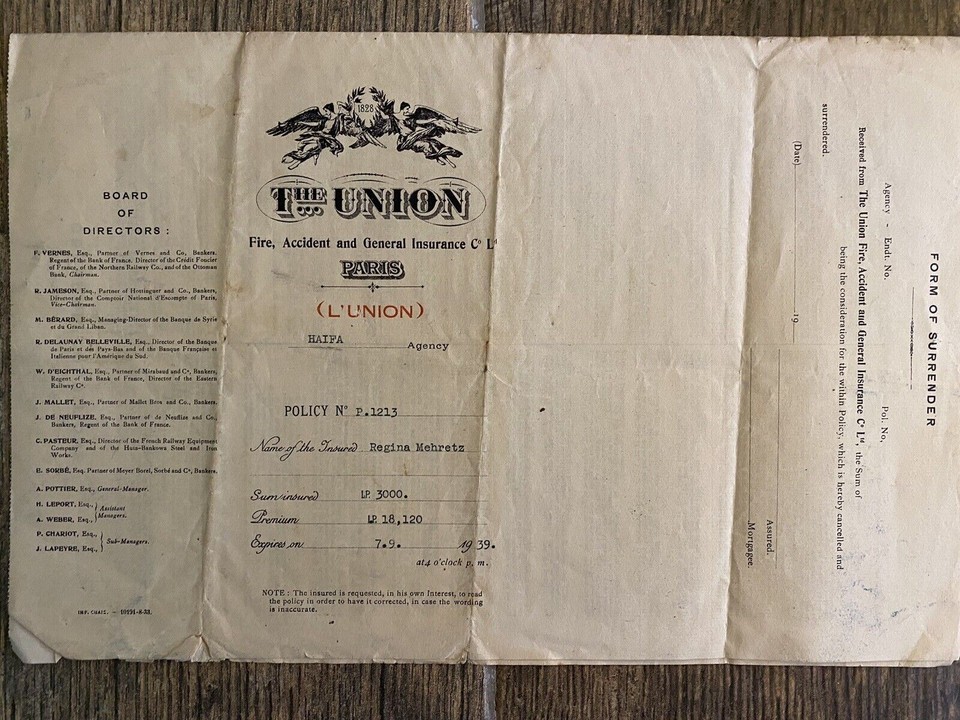 BOARD
OF
DIRECTORS :
F. VERNES, Esq., Partner of Vernes and Co, Bankers.
Regent of the Bank of France. Director of the Crédit Foncier
of France, of the Northern Railway Co., and of the Ottoman
Bank, Chairman.
R. JAMESON, Esq., Partner of Hottinguer and Co., Bankers,
Director of the Comptoir National d'Escompte of Paris,
Vice-Chairman.
M. BÉRARD, Esq., Managing-Director of the Banque de Syrie
et du Grand Liban.
R. DELAUNAY BELLEVILLE, Esq., Director of the Banque
de Paris et des Pays-Bas and of the Banque Française et
Italienne pour l'Amérique du Sud.
W. D'EICHTHAL, Esq., Partner of Mirabaud and Cº, Bankers,
Regent of the Bank of France, Director of the Eastern
Railway Cº.
J. MALLET, Esq., Partner of Mallet Bros and Co., Bankers.
J. DE NEUFLIZE, Esq., Partner of de Neuflize and Co.,
Bankers, Regent of the Bank of France.
C. PASTEUR, Esq., Director of the French Railway Equipment
Company and of the Hata-Bankowa Steel and Iron
Works.
E. SORBÉ, Esq. Partner of Meyer Borel, Sorbé and Cº, Bankers.
A. POTTIER, Esq., General-Manager.
H. LEPORT, Esq., Assistant
A. WEBER, Esq., Managers.
P. CHARIOT, Esq.,
J. LAPEYRE, Esq., Sub-Managers.
IMP. CHAIX. — 10191-8-33.
1828
THE UNION
Fire, Accident and General Insurance Cº Lᵈ
PARIS
(L'UNION)
HAIFA Agency
POLICY Nº P.1213
Name of the Insured Regina Mehretz
Sum insured LP. 3000.
Premium LP 18,120
Expires on 7.9. 1939.
at 4 o'clock p. m.
NOTE : The insured is requested, in his own Interest, to read
the policy in order to have it corrected, in case the wording
is inaccurate.
FORM OF SURRENDER
Agency - Endt. No. Pol. No,
Received from The Union Fire, Accident and General Insurance Cº Lᵈ, the Sum of
being the consideration for the within Policy, which is hereby cancelled and
surrendered.
(Date) 19
Assured.
Mortgagee.